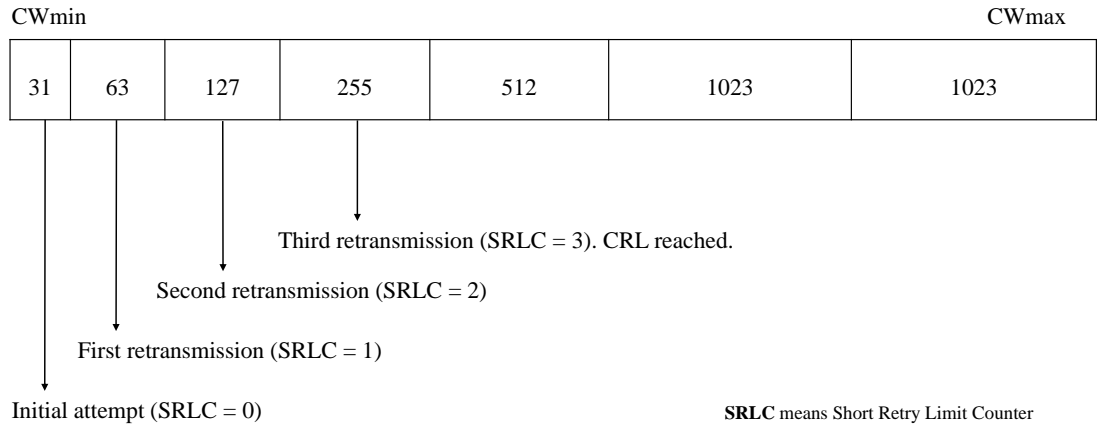 CWmin CWmax
31 63 127 255 512 1023 1023
Third retransmission (SRLC = 3). CRL reached.
Second retransmission (SRLC = 2)
First retransmission (SRLC = 1)
Initial attempt (SRLC = 0)
SRLC means Short Retry Limit Counter